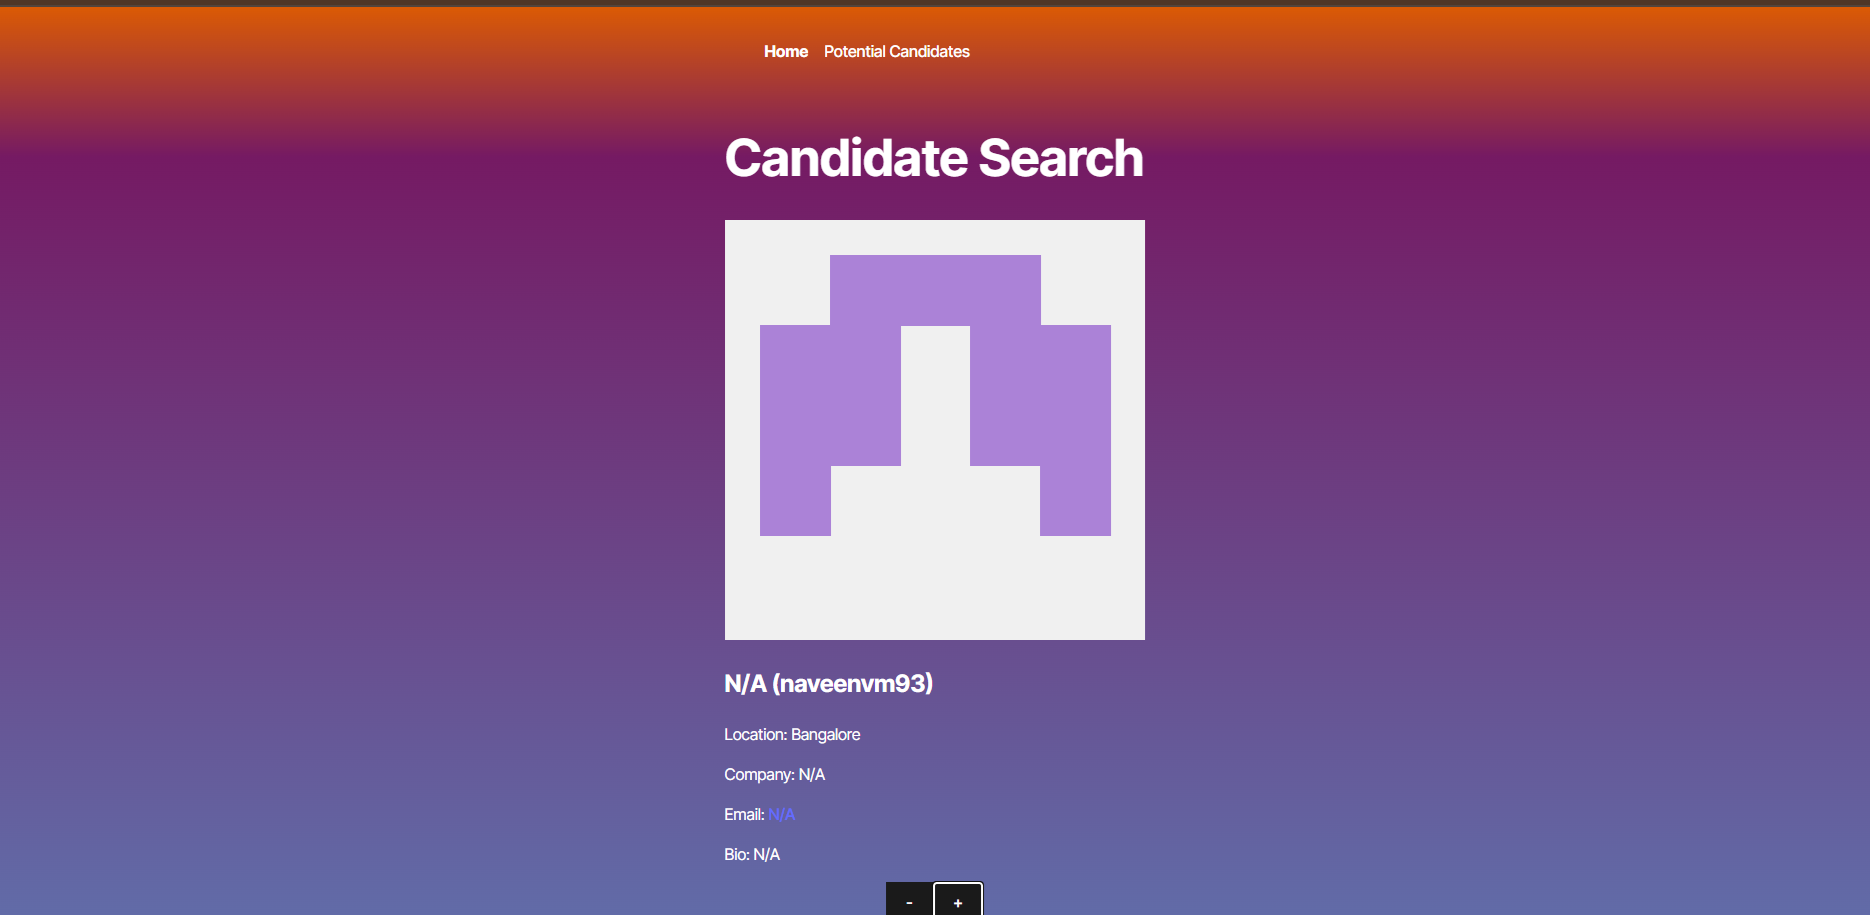 Home Potential Candidates
Candidate Search
N/A (naveenvm93)
Location: Bangalore
Company: N/A
Email: N/A
Bio: N/A
- +